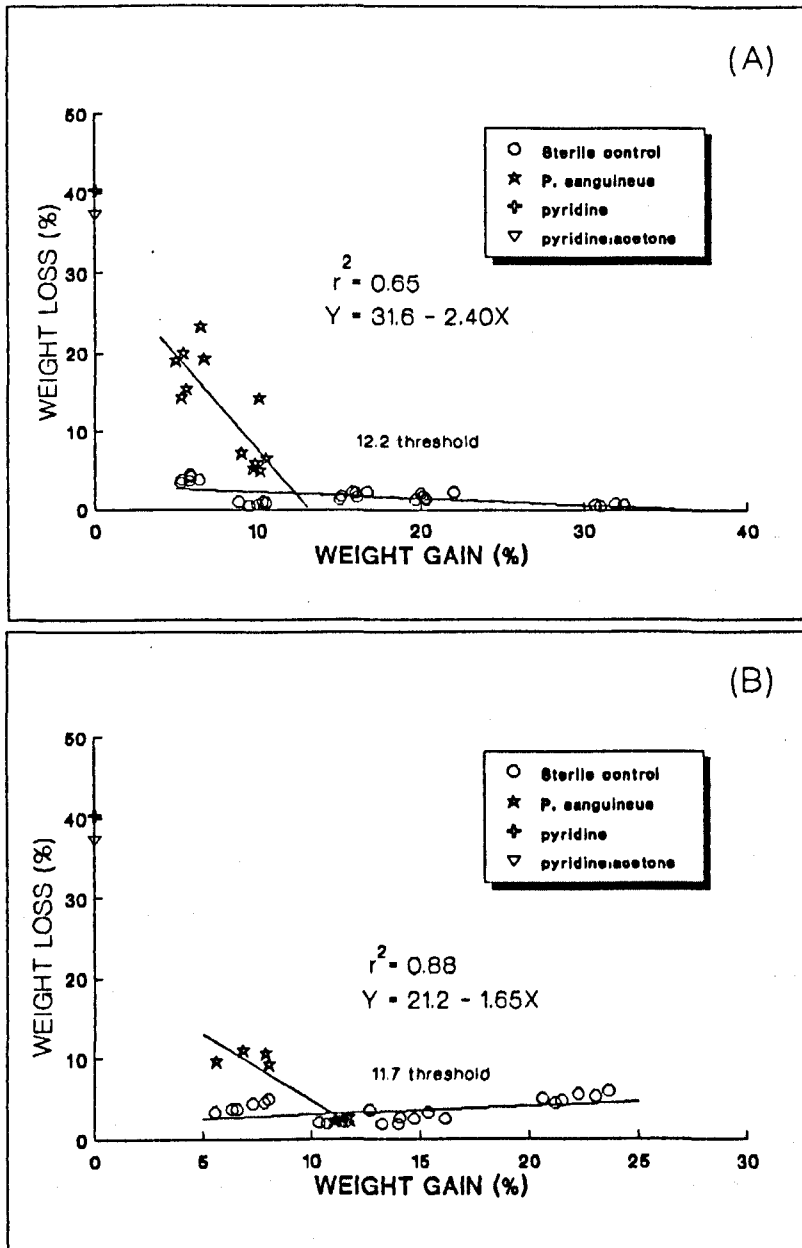 (A)
50
40
30
20
10
0
WEIGHT LOSS (%)
Sterile control
P. sanguineus
pyridine
pyridine:acetone
r² = 0.65
Y = 31.6 - 2.40X
12.2 threshold
0 10 20 30 40
WEIGHT GAIN (%)
(B)
50
40
30
20
10
0
WEIGHT LOSS (%)
Sterile control
P. sanguineus
pyridine
pyridine:acetone
r² = 0.88
Y = 21.2 - 1.65X
11.7 threshold
0 5 10 15 20 25 30
WEIGHT GAIN (%)